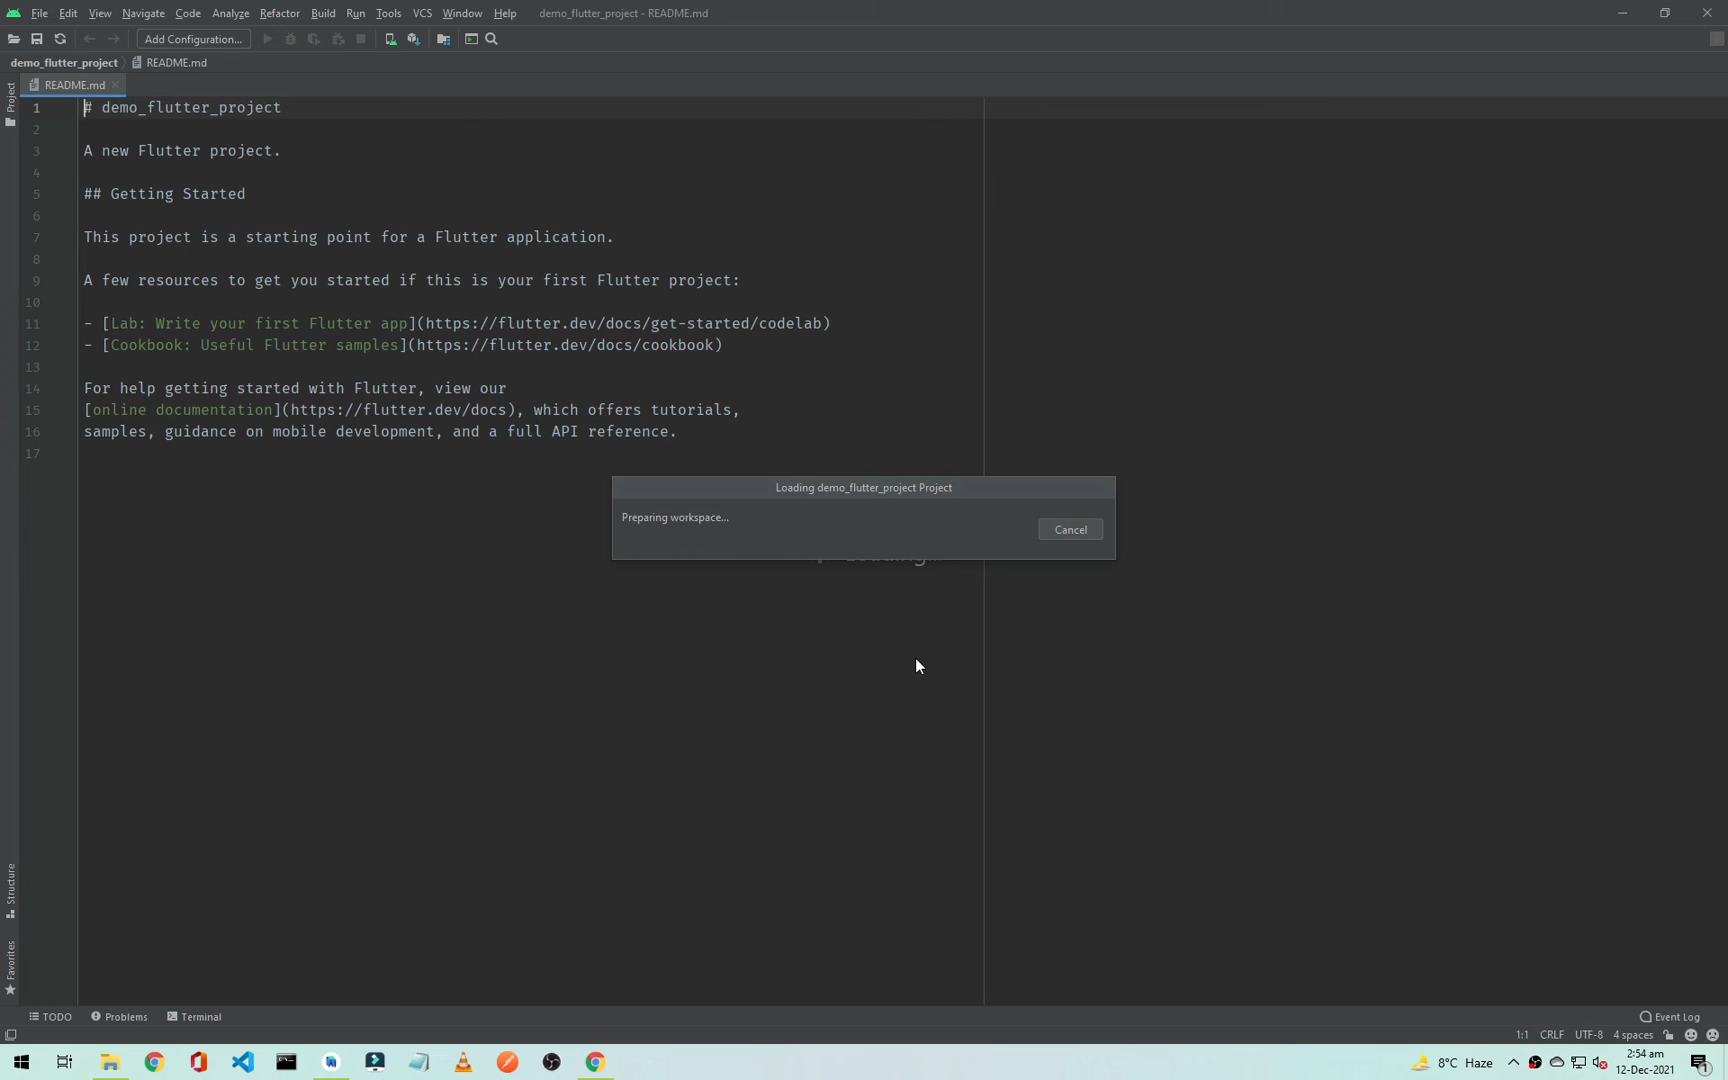 File Edit View Navigate Code Analyze Refactor Build Run Tools VCS Window Help demo_flutter_project - README.md
Add Configuration...
demo_flutter_project README.md
Project
README.md
1 # demo_flutter_project
2
3 A new Flutter project.
4
5 ## Getting Started
6
7 This project is a starting point for a Flutter application.
8
9 A few resources to get you started if this is your first Flutter project:
10
11 - [Lab: Write your first Flutter app](https://flutter.dev/docs/get-started/codelab)
12 - [Cookbook: Useful Flutter samples](https://flutter.dev/docs/cookbook)
13
14 For help getting started with Flutter, view our
15 [online documentation](https://flutter.dev/docs), which offers tutorials,
16 samples, guidance on mobile development, and a full API reference.
17
Loading demo_flutter_project Project
Preparing workspace...
Cancel
Loading...
Structure
Favorites
TODO Problems Terminal Event Log
1:1 CRLF UTF-8 4 spaces
8°C Haze 2:54 am
12-Dec-2021 1